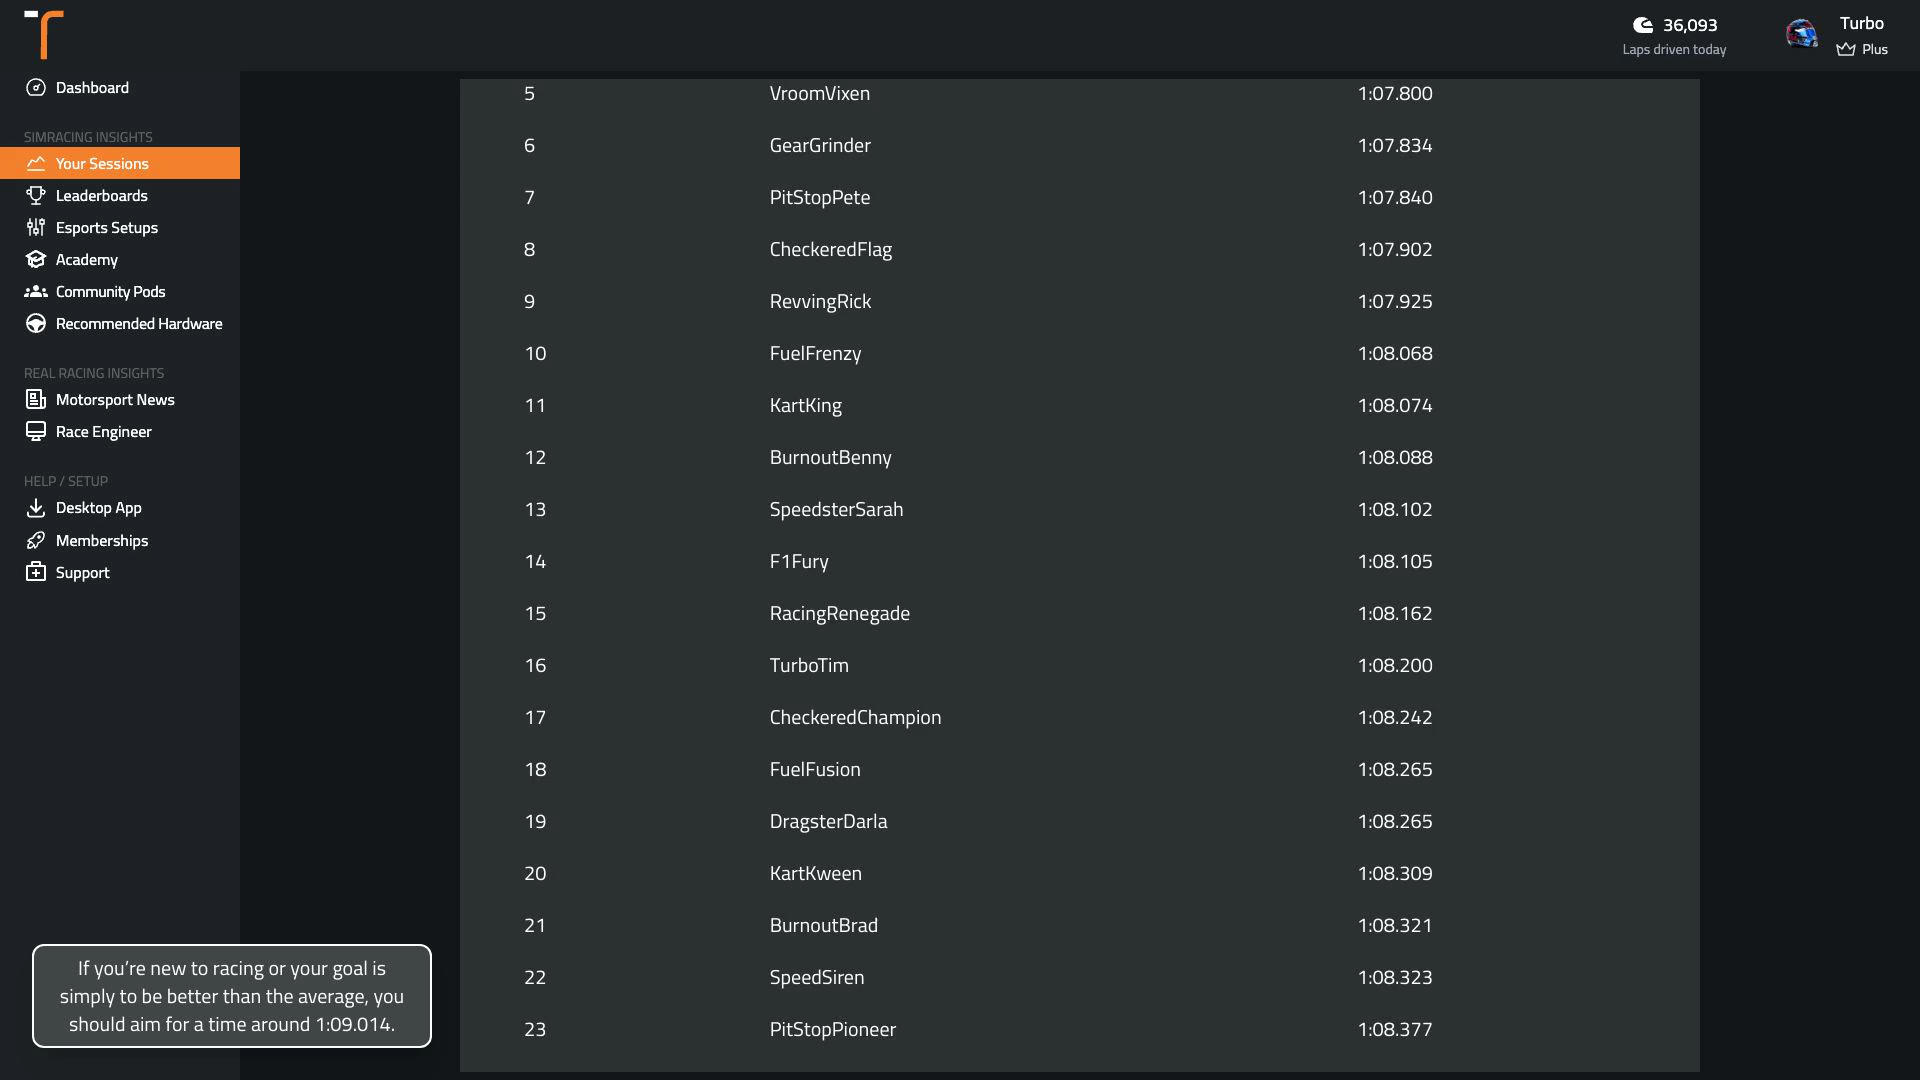 36,093
Laps driven today
Turbo
Plus
Dashboard
SIMRACING INSIGHTS
Your Sessions
Leaderboards
Esports Setups
Academy
Community Pods
Recommended Hardware
REAL RACING INSIGHTS
Motorsport News
Race Engineer
HELP / SETUP
Desktop App
Memberships
Support
5 VroomVixen 1:07.800
6 GearGrinder 1:07.834
7 PitStopPete 1:07.840
8 CheckeredFlag 1:07.902
9 RevvingRick 1:07.925
10 FuelFrenzy 1:08.068
11 KartKing 1:08.074
12 BurnoutBenny 1:08.088
13 SpeedsterSarah 1:08.102
14 F1Fury 1:08.105
15 RacingRenegade 1:08.162
16 TurboTim 1:08.200
17 CheckeredChampion 1:08.242
18 FuelFusion 1:08.265
19 DragsterDarla 1:08.265
20 KartKween 1:08.309
21 BurnoutBrad 1:08.321
22 SpeedSiren 1:08.323
23 PitStopPioneer 1:08.377
If you’re new to racing or your goal is
simply to be better than the average, you
should aim for a time around 1:09.014.